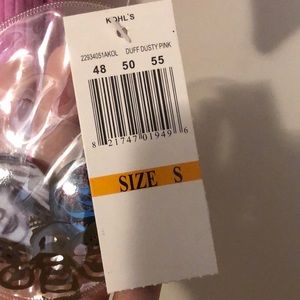 KOHL'S
22934051AKOL DUFF DUSTY PINK
48 50 55
8 21747 01949 6
SIZE S